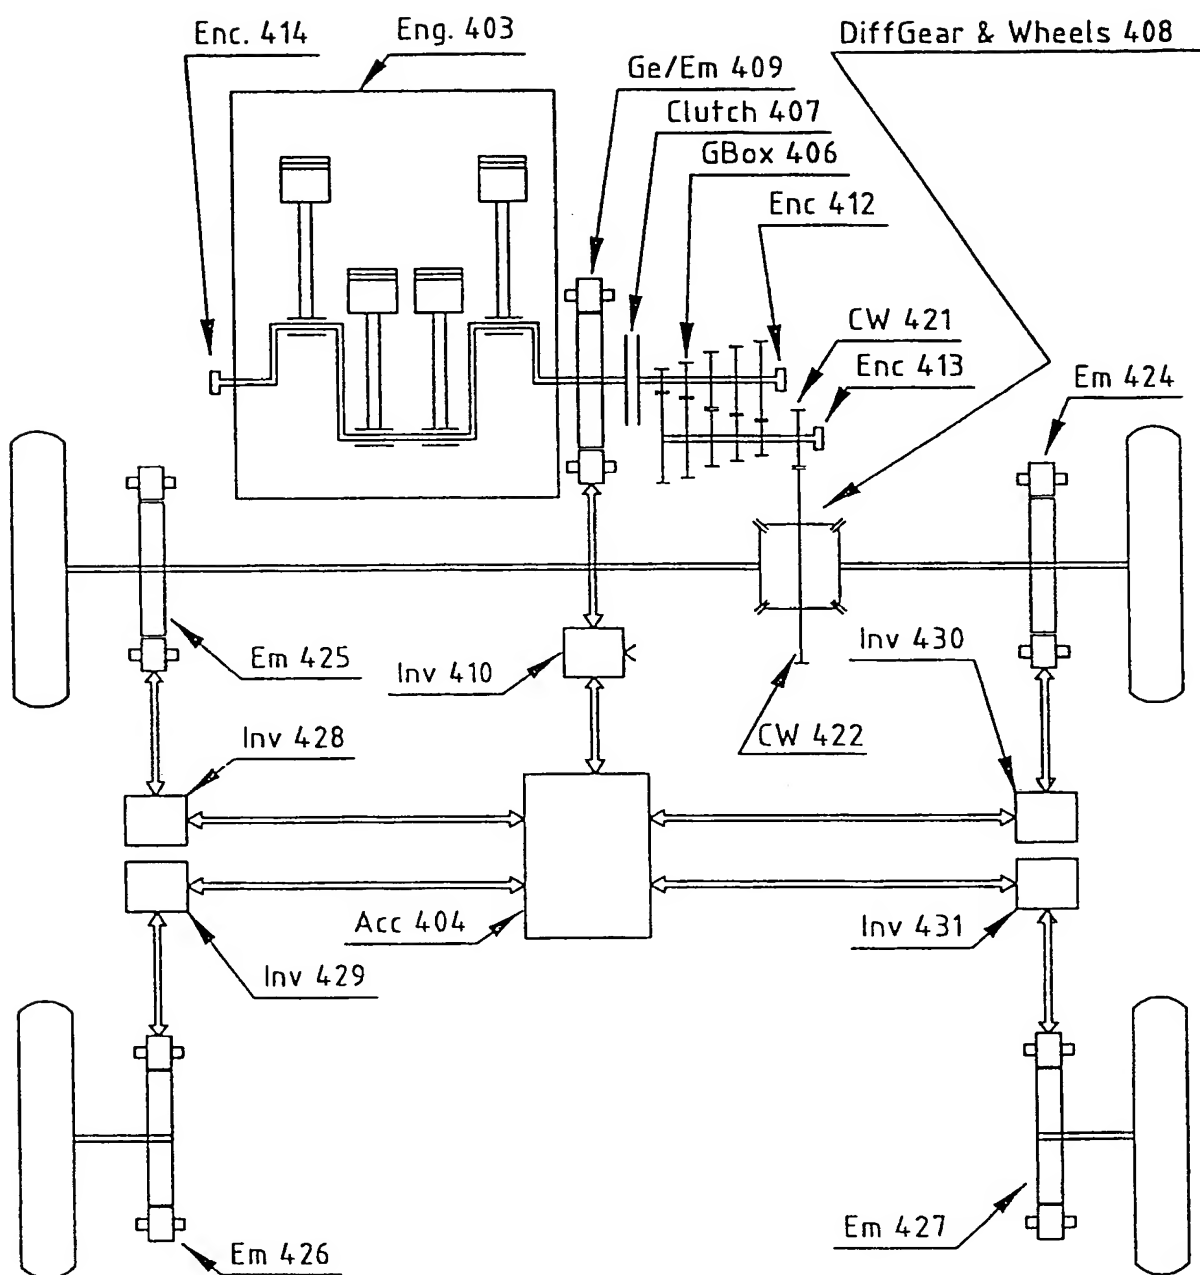 Enc. 414
Eng. 403
DiffGear & Wheels 408
Ge/Em 409
Clutch 407
GBox 406
Enc 412
CW 421
Enc 413
Em 424
Em 425
Inv 410
Inv 430
Inv 428
CW 422
Acc 404
Inv 431
Inv 429
Em 427
Em 426